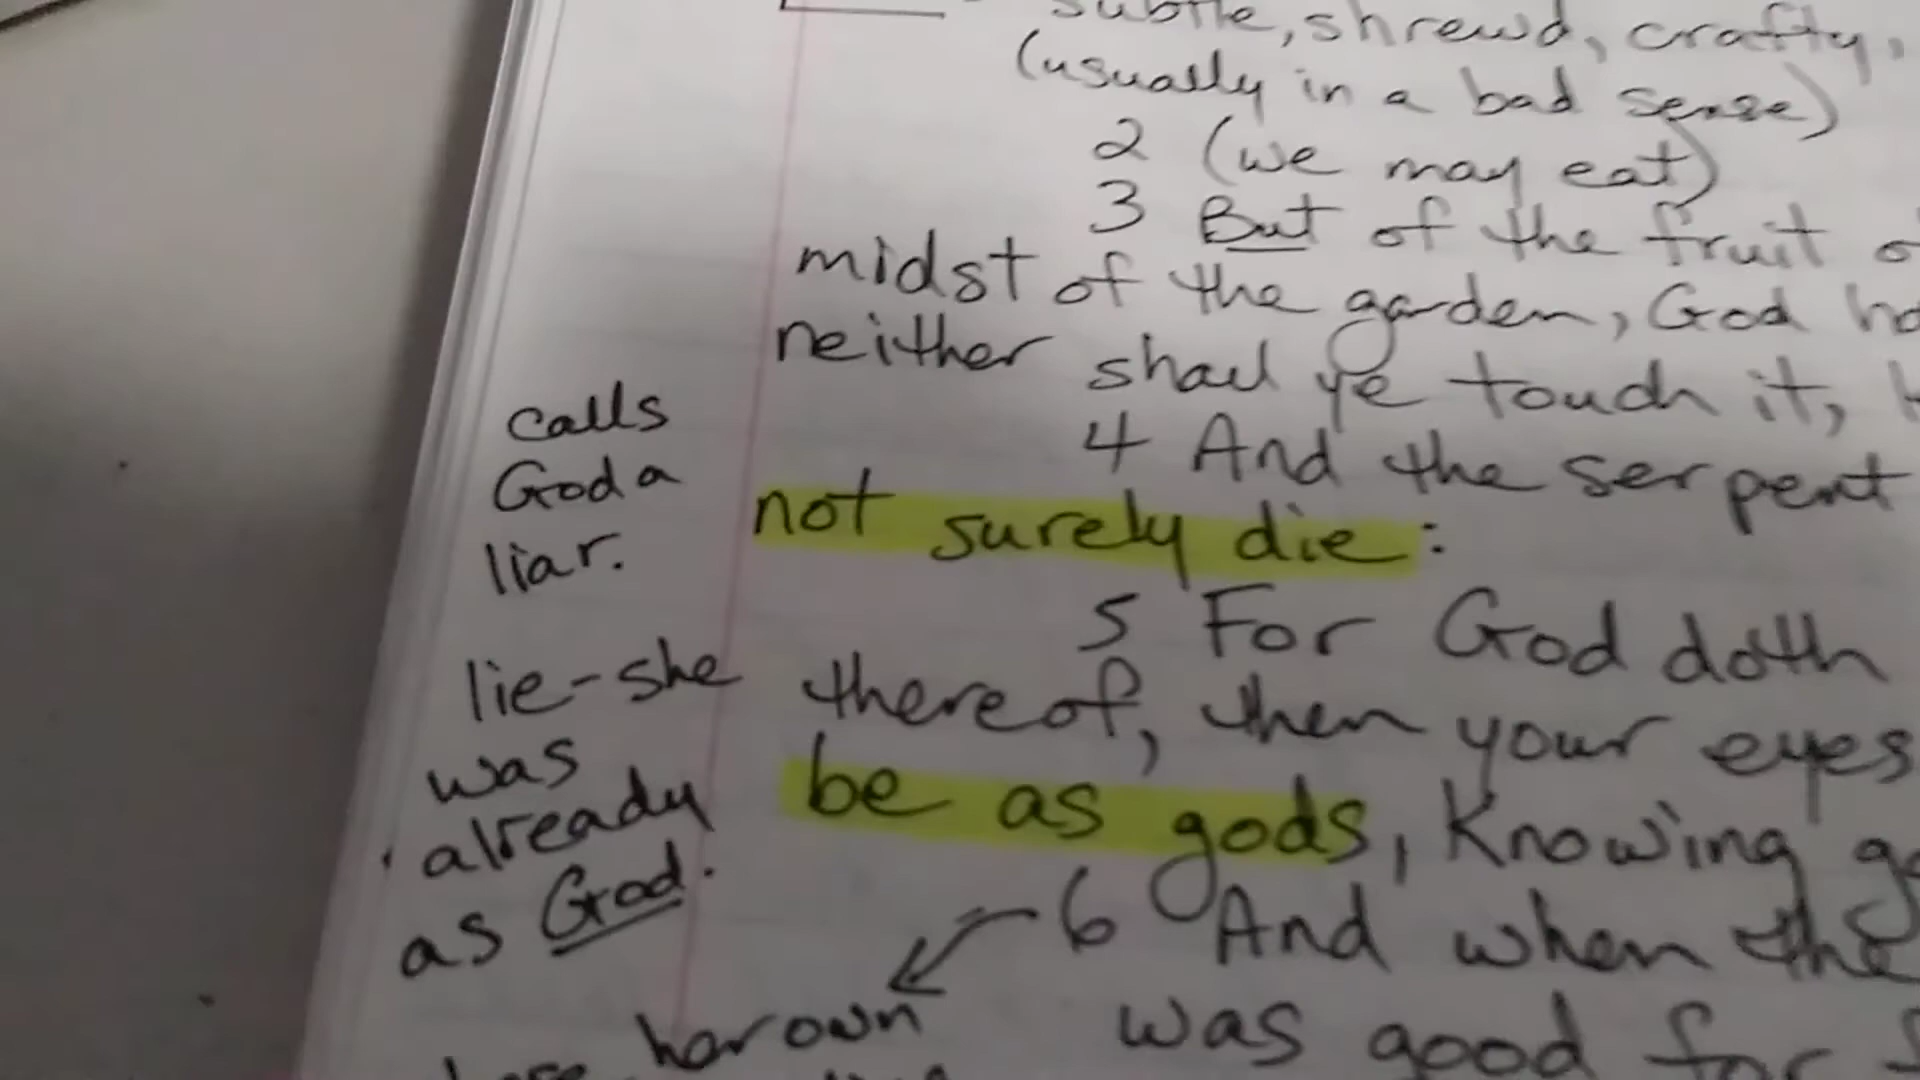 subtle, shrewd, crafty,
(usually in a bad sense)
2 (we may eat)
3 But of the fruit
midst of the garden, God
neither shall ye touch it,
4 And the serpent
calls
God a
liar.
not surely die:
5 For God doth
lie-she
was
already
as God.
thereof, then your eyes
be as gods, knowing
6 And when the
her own
was good for